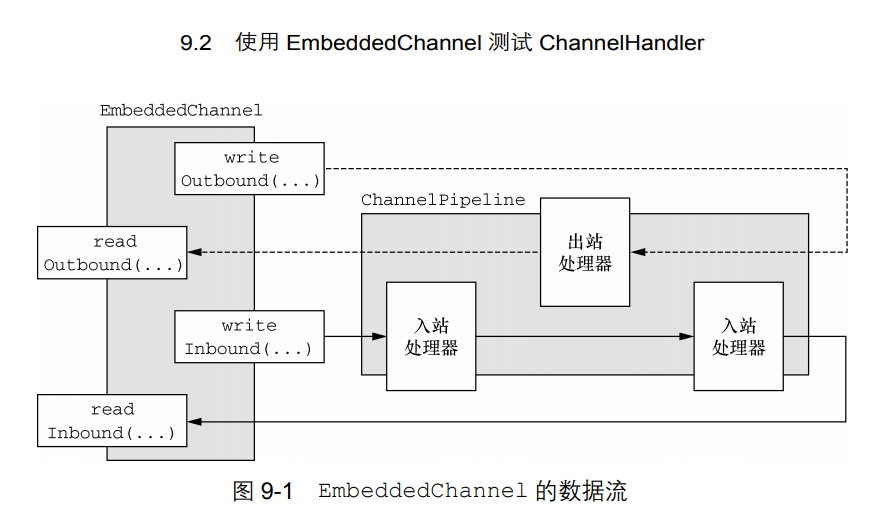 9.2 使用 EmbeddedChannel 测试 ChannelHandler
EmbeddedChannel
write
Outbound(...)
ChannelPipeline
read
Outbound(...)
出站
处理器
write
Inbound(...)
入站
处理器
入站
处理器
read
Inbound(...)
图 9-1 EmbeddedChannel 的数据流